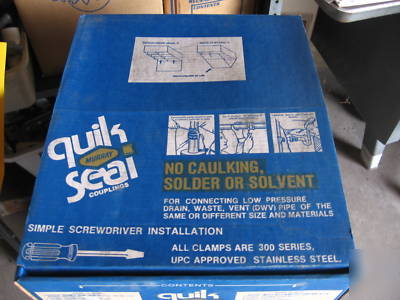 quik
MURRAY
seal
COUPLINGS
NO CAULKING,
SOLDER OR SOLVENT
FOR CONNECTING LOW PRESSURE
DRAIN, WASTE, VENT (DWV) PIPE OF THE
SAME OR DIFFERENT SIZE AND MATERIALS
SIMPLE SCREWDRIVER INSTALLATION
ALL CLAMPS ARE 300 SERIES,
UPC APPROVED STAINLESS STEEL.
CONTENTS
quik